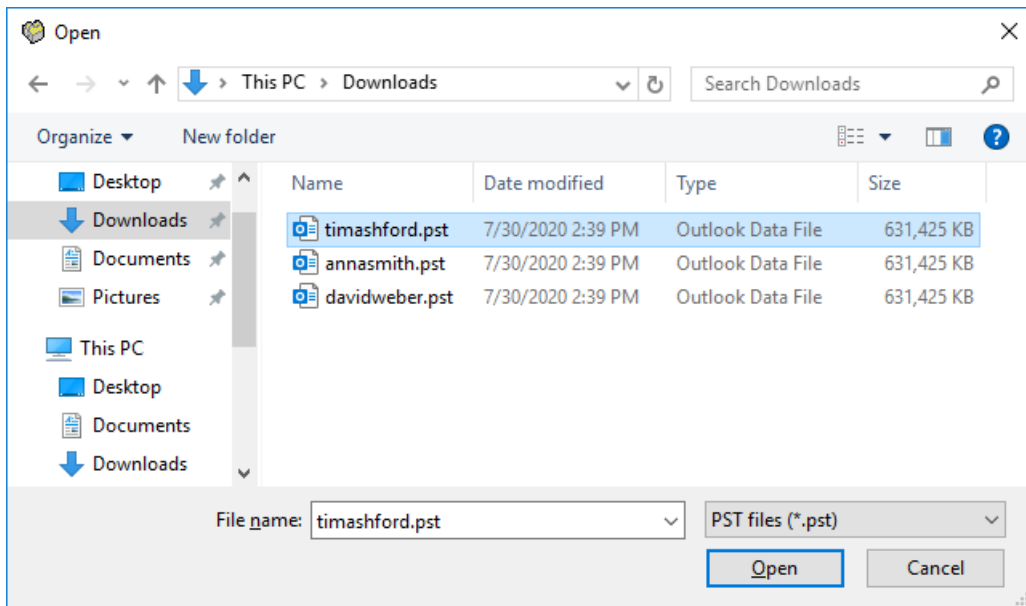 Open
This PC > Downloads
Search Downloads
Organize
New folder
Desktop
Downloads
Documents
Pictures
This PC
Desktop
Documents
Downloads
Name Date modified Type Size
timashford.pst 7/30/2020 2:39 PM Outlook Data File 631,425 KB
annasmith.pst 7/30/2020 2:39 PM Outlook Data File 631,425 KB
davidweber.pst 7/30/2020 2:39 PM Outlook Data File 631,425 KB
File name: timashford.pst
PST files (*.pst)
Open
Cancel